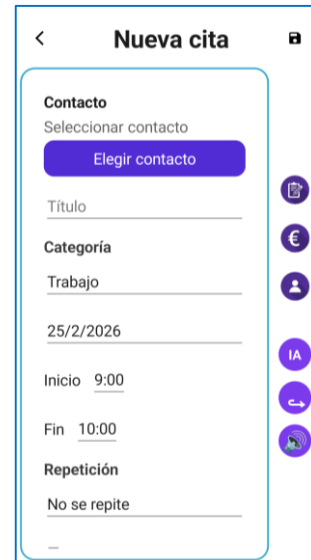 Nueva cita
Contacto
Seleccionar contacto
Elegir contacto
Título
Categoría
Trabajo
25/2/2026
Inicio 9:00
Fin 10:00
Repetición
No se repite
€
IA